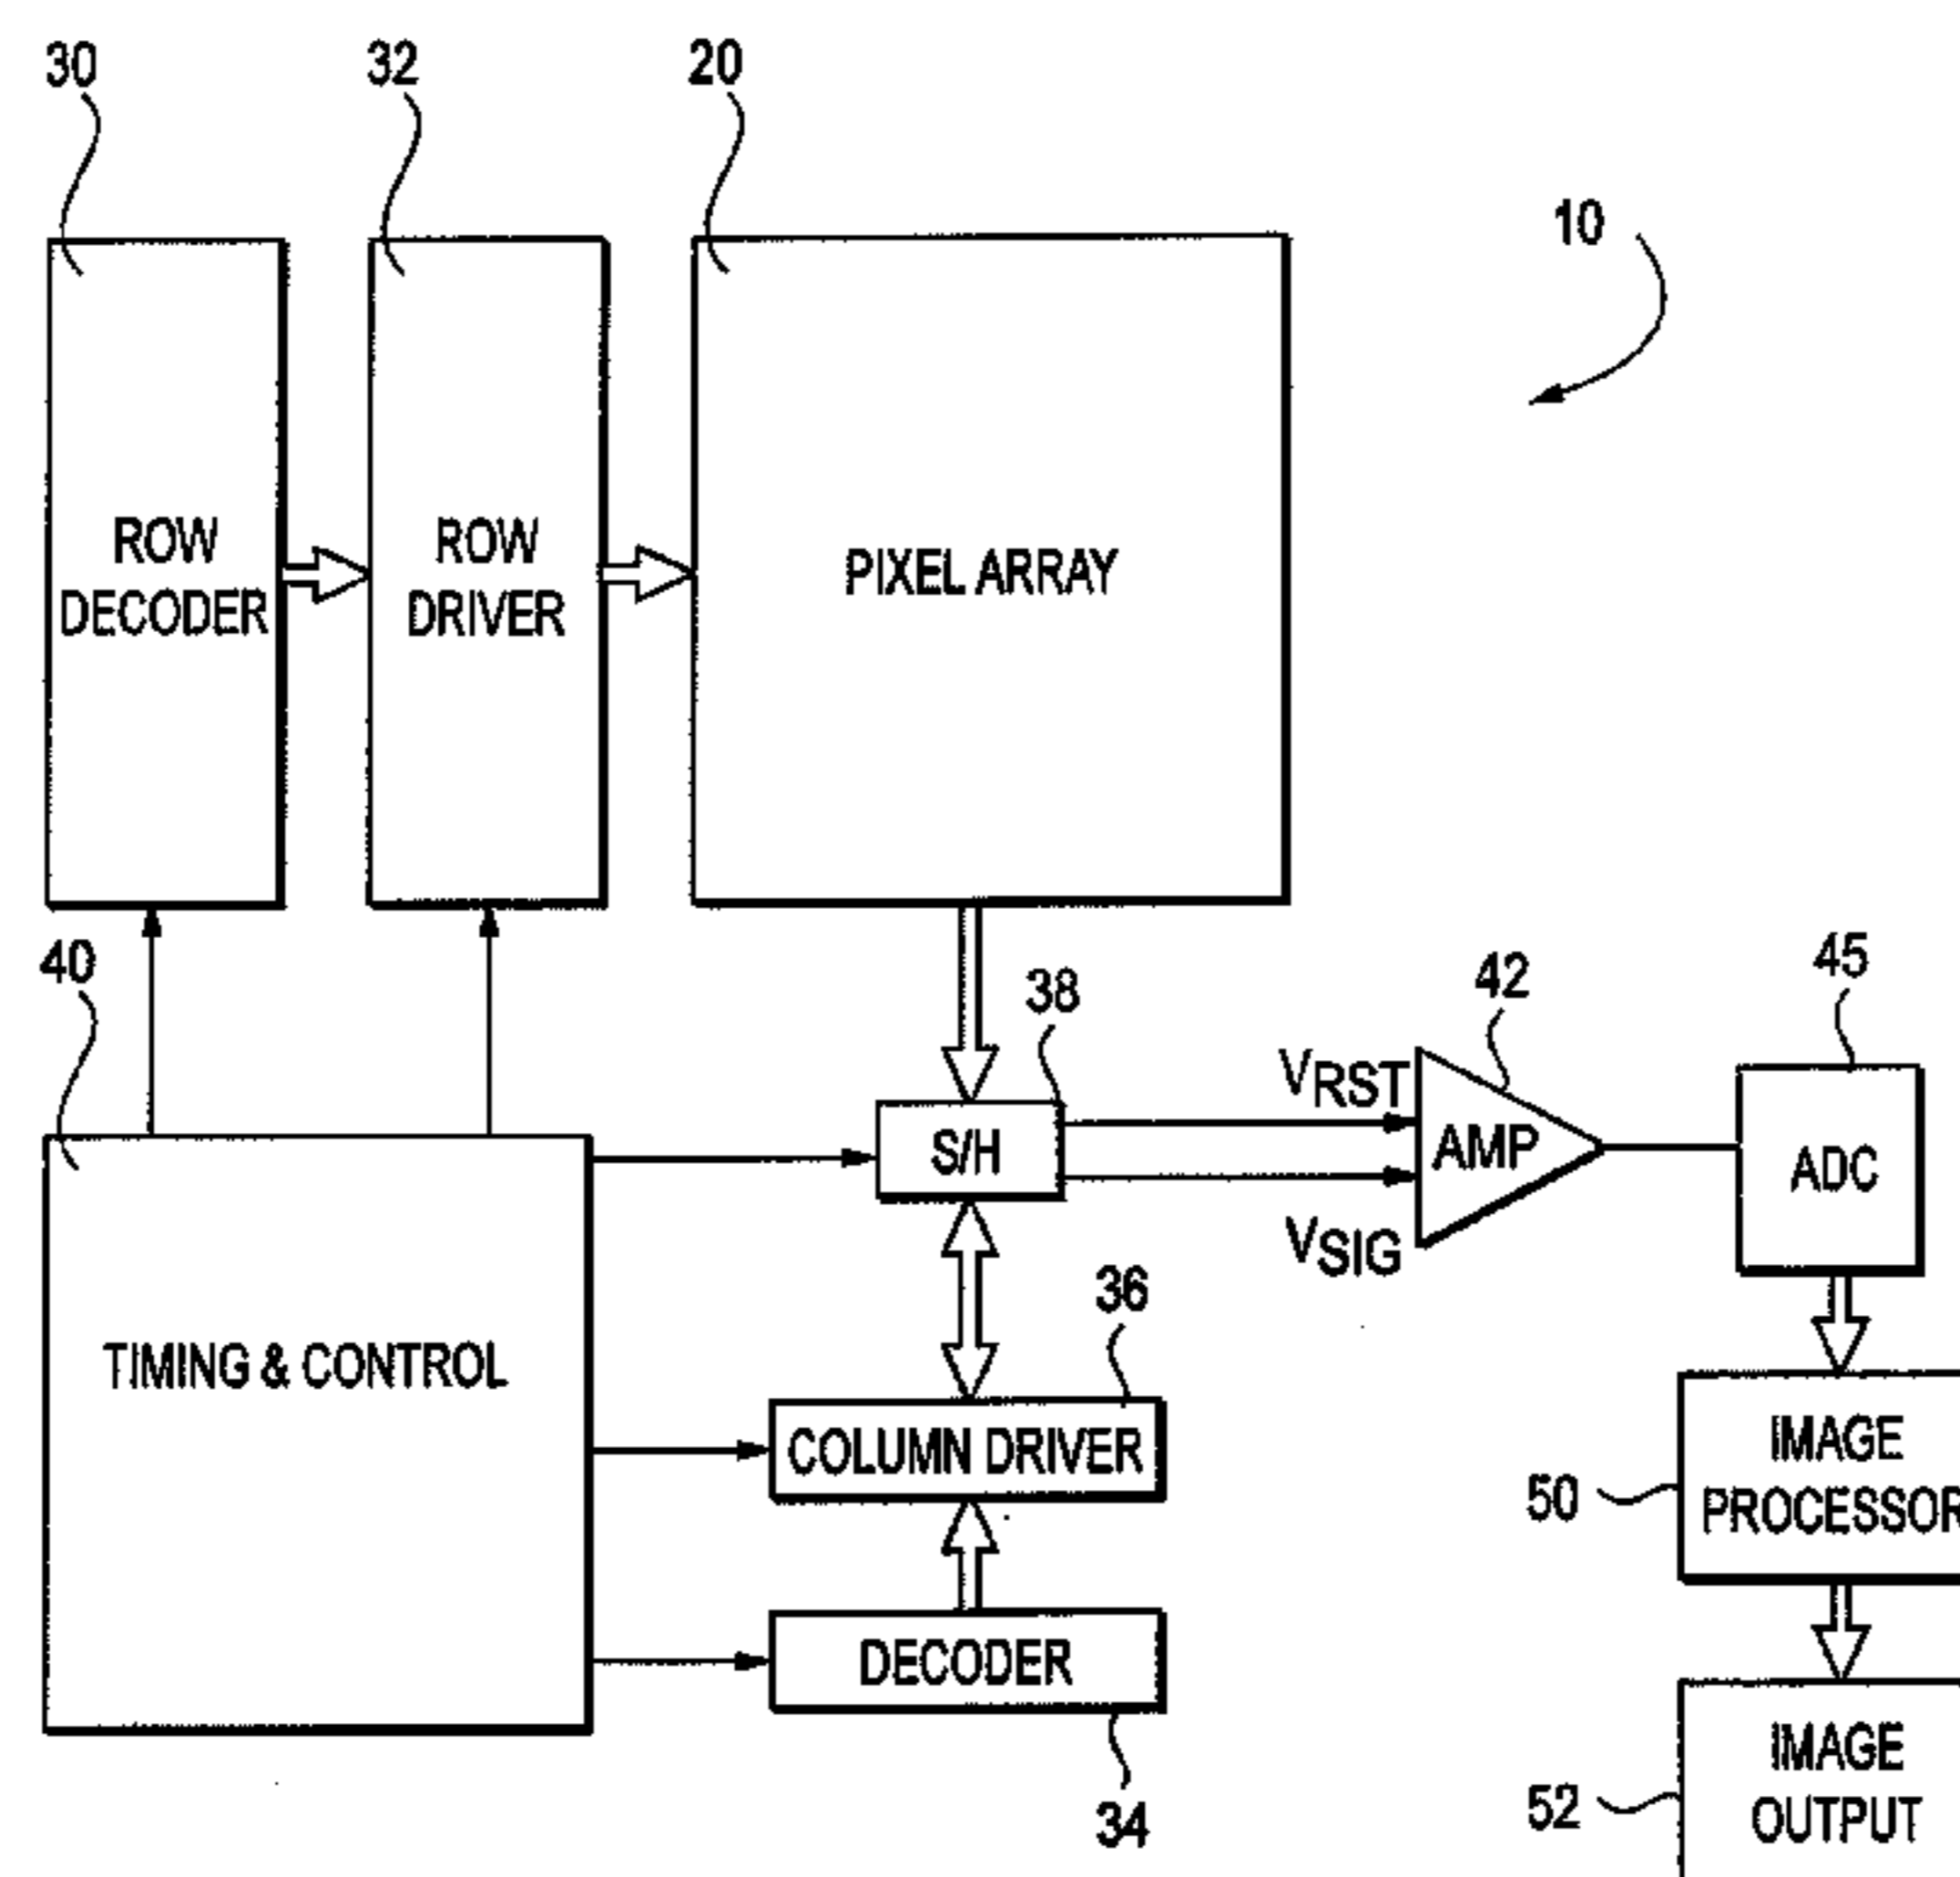 30
32
20
10
ROW
DECODER
ROW
DRIVER
PIXEL ARRAY
40
38
42
45
VRST
S/H
AMP
ADC
VSIG
36
TIMING & CONTROL
COLUMN DRIVER
IMAGE
PROCESSOR
50
DECODER
34
IMAGE
OUTPUT
52